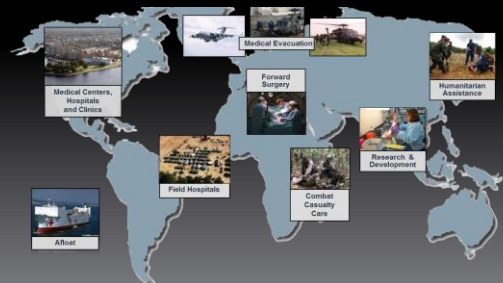 Medical Evacuation
Medical Centers,
Hospitals
and Clinics
Forward
Surgery
Humanitarian
Assistance
Research &
Development
Field Hospitals
Combat
Casualty
Care
Afloat